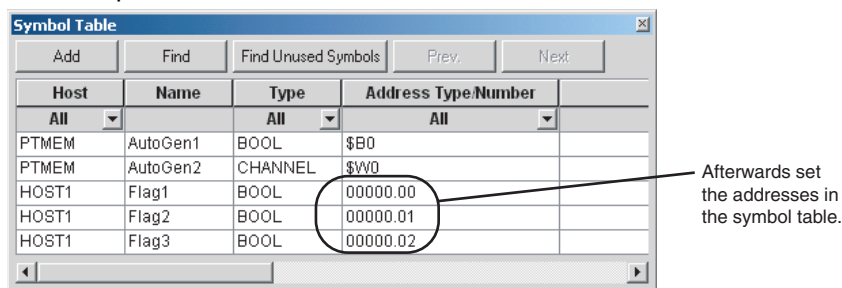 Symbol Table
Add Find Find Unused Symbols Prev. Next
Host Name Type Address Type/Number
All All All
PTMEM AutoGen1 BOOL $B0
PTMEM AutoGen2 CHANNEL $W0
HOST1 Flag1 BOOL 00000.00
HOST1 Flag2 BOOL 00000.01
HOST1 Flag3 BOOL 00000.02
Afterwards set
the addresses in
the symbol table.